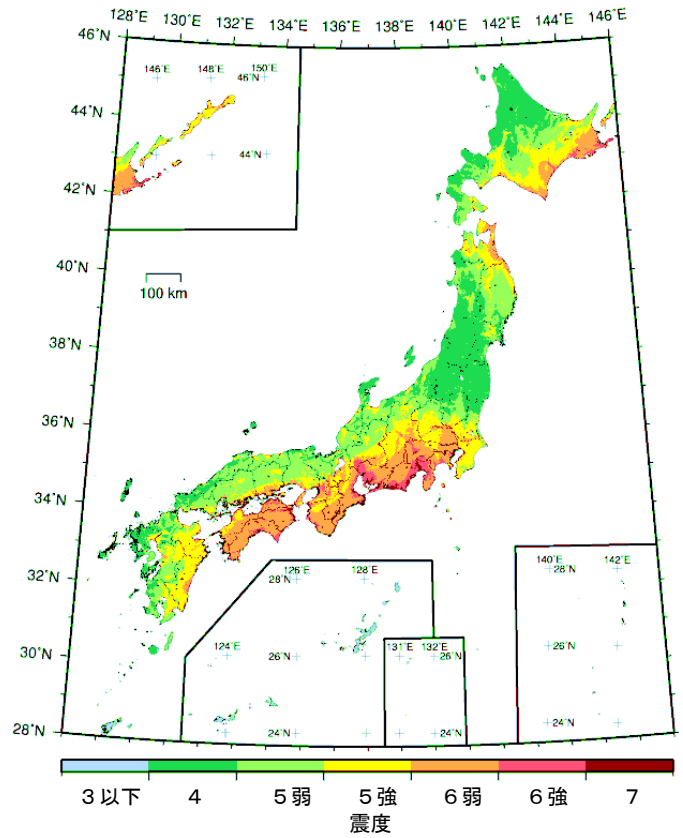 128°E 130°E 132°E 134°E 136°E 138°E 140°E 142°E 144°E 146°E
46°N
146°E 148°E 150°E
46°N
44°N
44°N
42°N
40°N
100 km
38°N
36°N
34°N
32°N
126°E 128°E
28°N
140°E 142°E
28°N
30°N
124°E
26°N
131°E 132°E
26°N
26°N
28°N
24°N
24°N
24°N
3以下 4 5弱 5強 6弱 6強 7
震度